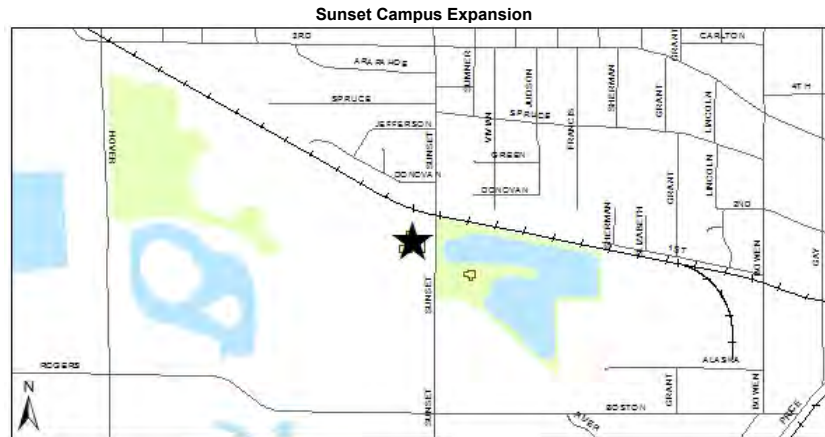 Sunset Campus Expansion
3RD
CARLTON
GRANT
ARAPAHOE
SUMNER
JUDSON
SHERMAN
4TH
SPRUCE
GRANT
LINCOLN
VIVIAN
SPRUCE
FRANCIS
JEFFERSON
HOVER
SUNSET
GREEN
LINCOLN
DONOVAN
DONOVAN
GRANT
2ND
SHERMAN
ELIZABETH
1ST
BOWEN
GAY
SUNSET
ROGERS
ALASKA
N
SUNSET
GRANT
BOWEN
BOSTON
PRICE